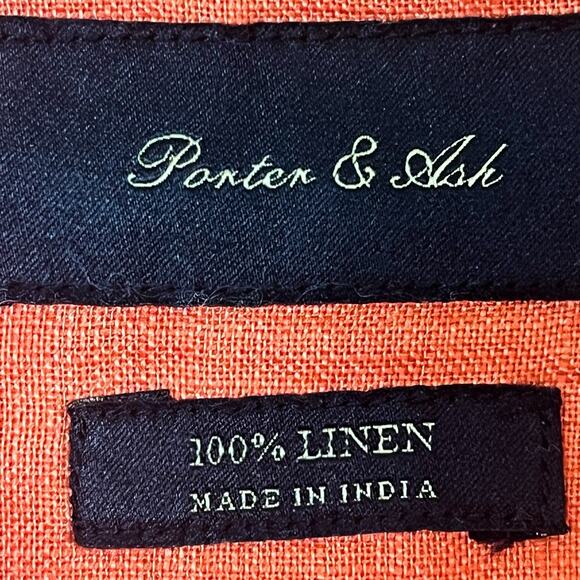 Porter & Ash
100% LINEN
MADE IN INDIA